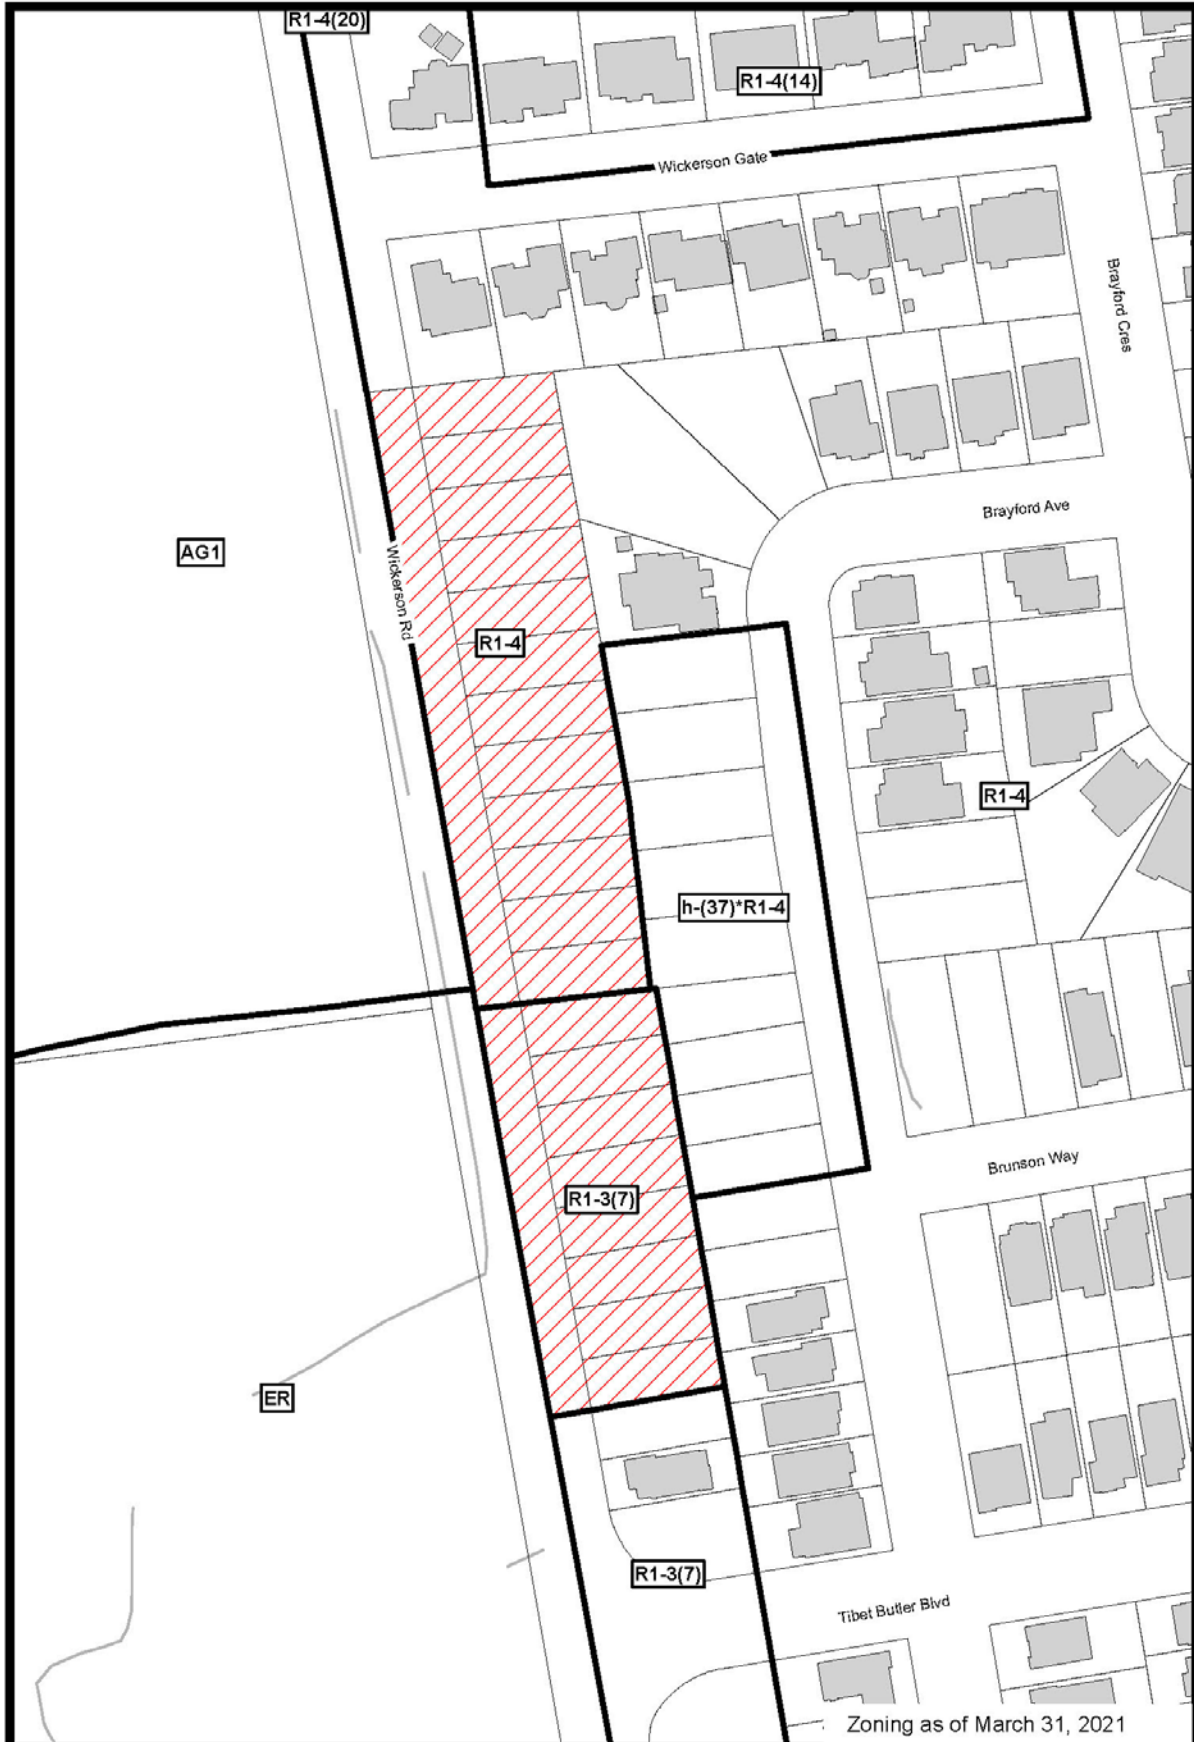 R1-4(20)
R1-4(14)
Wickerson Gate
Brayford Cres
Brayford Ave
AG1
Wickerson Rd
R1-4
R1-4
h-(37)*R1-4
Brunson Way
R1-3(7)
ER
R1-3(7)
Tibet Butler Blvd
Zoning as of March 31, 2021